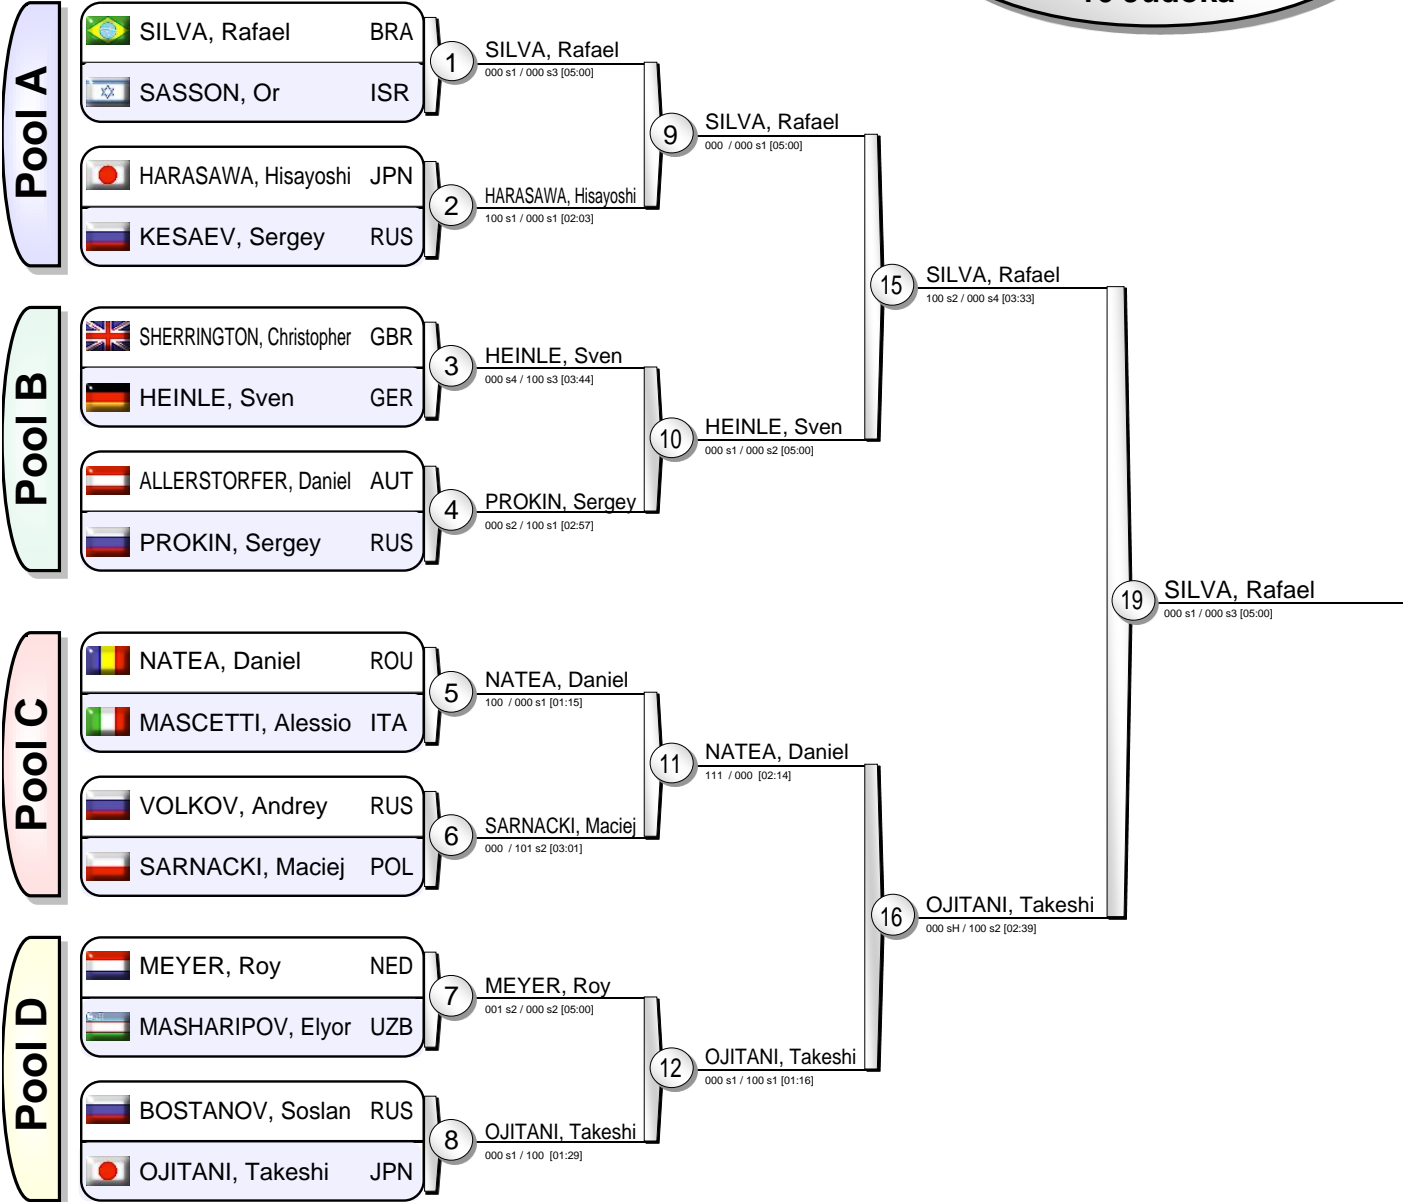 Pool A
SILVA, Rafael BRA
SASSON, Or ISR
HARASAWA, Hisayoshi JPN
KESAEV, Sergey RUS
Pool B
SHERRINGTON, Christopher GBR
HEINLE, Sven GER
ALLERSTORFER, Daniel AUT
PROKIN, Sergey RUS
Pool C
NATEA, Daniel ROU
MASCETTI, Alessio ITA
VOLKOV, Andrey RUS
SARNACKI, Maciej POL
Pool D
MEYER, Roy NED
MASHARIPOV, Elyor UZB
BOSTANOV, Soslan RUS
OJITANI, Takeshi JPN
1
SILVA, Rafael
000 s1 / 000 s3 [05:00]
2
HARASAWA, Hisayoshi
100 s1 / 000 s1 [02:03]
3
HEINLE, Sven
000 s4 / 100 s3 [03:44]
4
PROKIN, Sergey
000 s2 / 100 s1 [02:57]
5
NATEA, Daniel
100 / 000 s1 [01:15]
6
SARNACKI, Maciej
000 / 101 s2 [03:01]
7
MEYER, Roy
001 s2 / 000 s2 [05:00]
8
OJITANI, Takeshi
000 s1 / 100 [01:29]
9
SILVA, Rafael
000 / 000 s1 [05:00]
10
HEINLE, Sven
000 s1 / 000 s2 [05:00]
11
NATEA, Daniel
111 / 000 [02:14]
12
OJITANI, Takeshi
000 s1 / 100 s1 [01:16]
15
SILVA, Rafael
100 s2 / 000 s4 [03:33]
16
OJITANI, Takeshi
000 sH / 100 s2 [02:39]
19
SILVA, Rafael
000 s1 / 000 s3 [05:00]